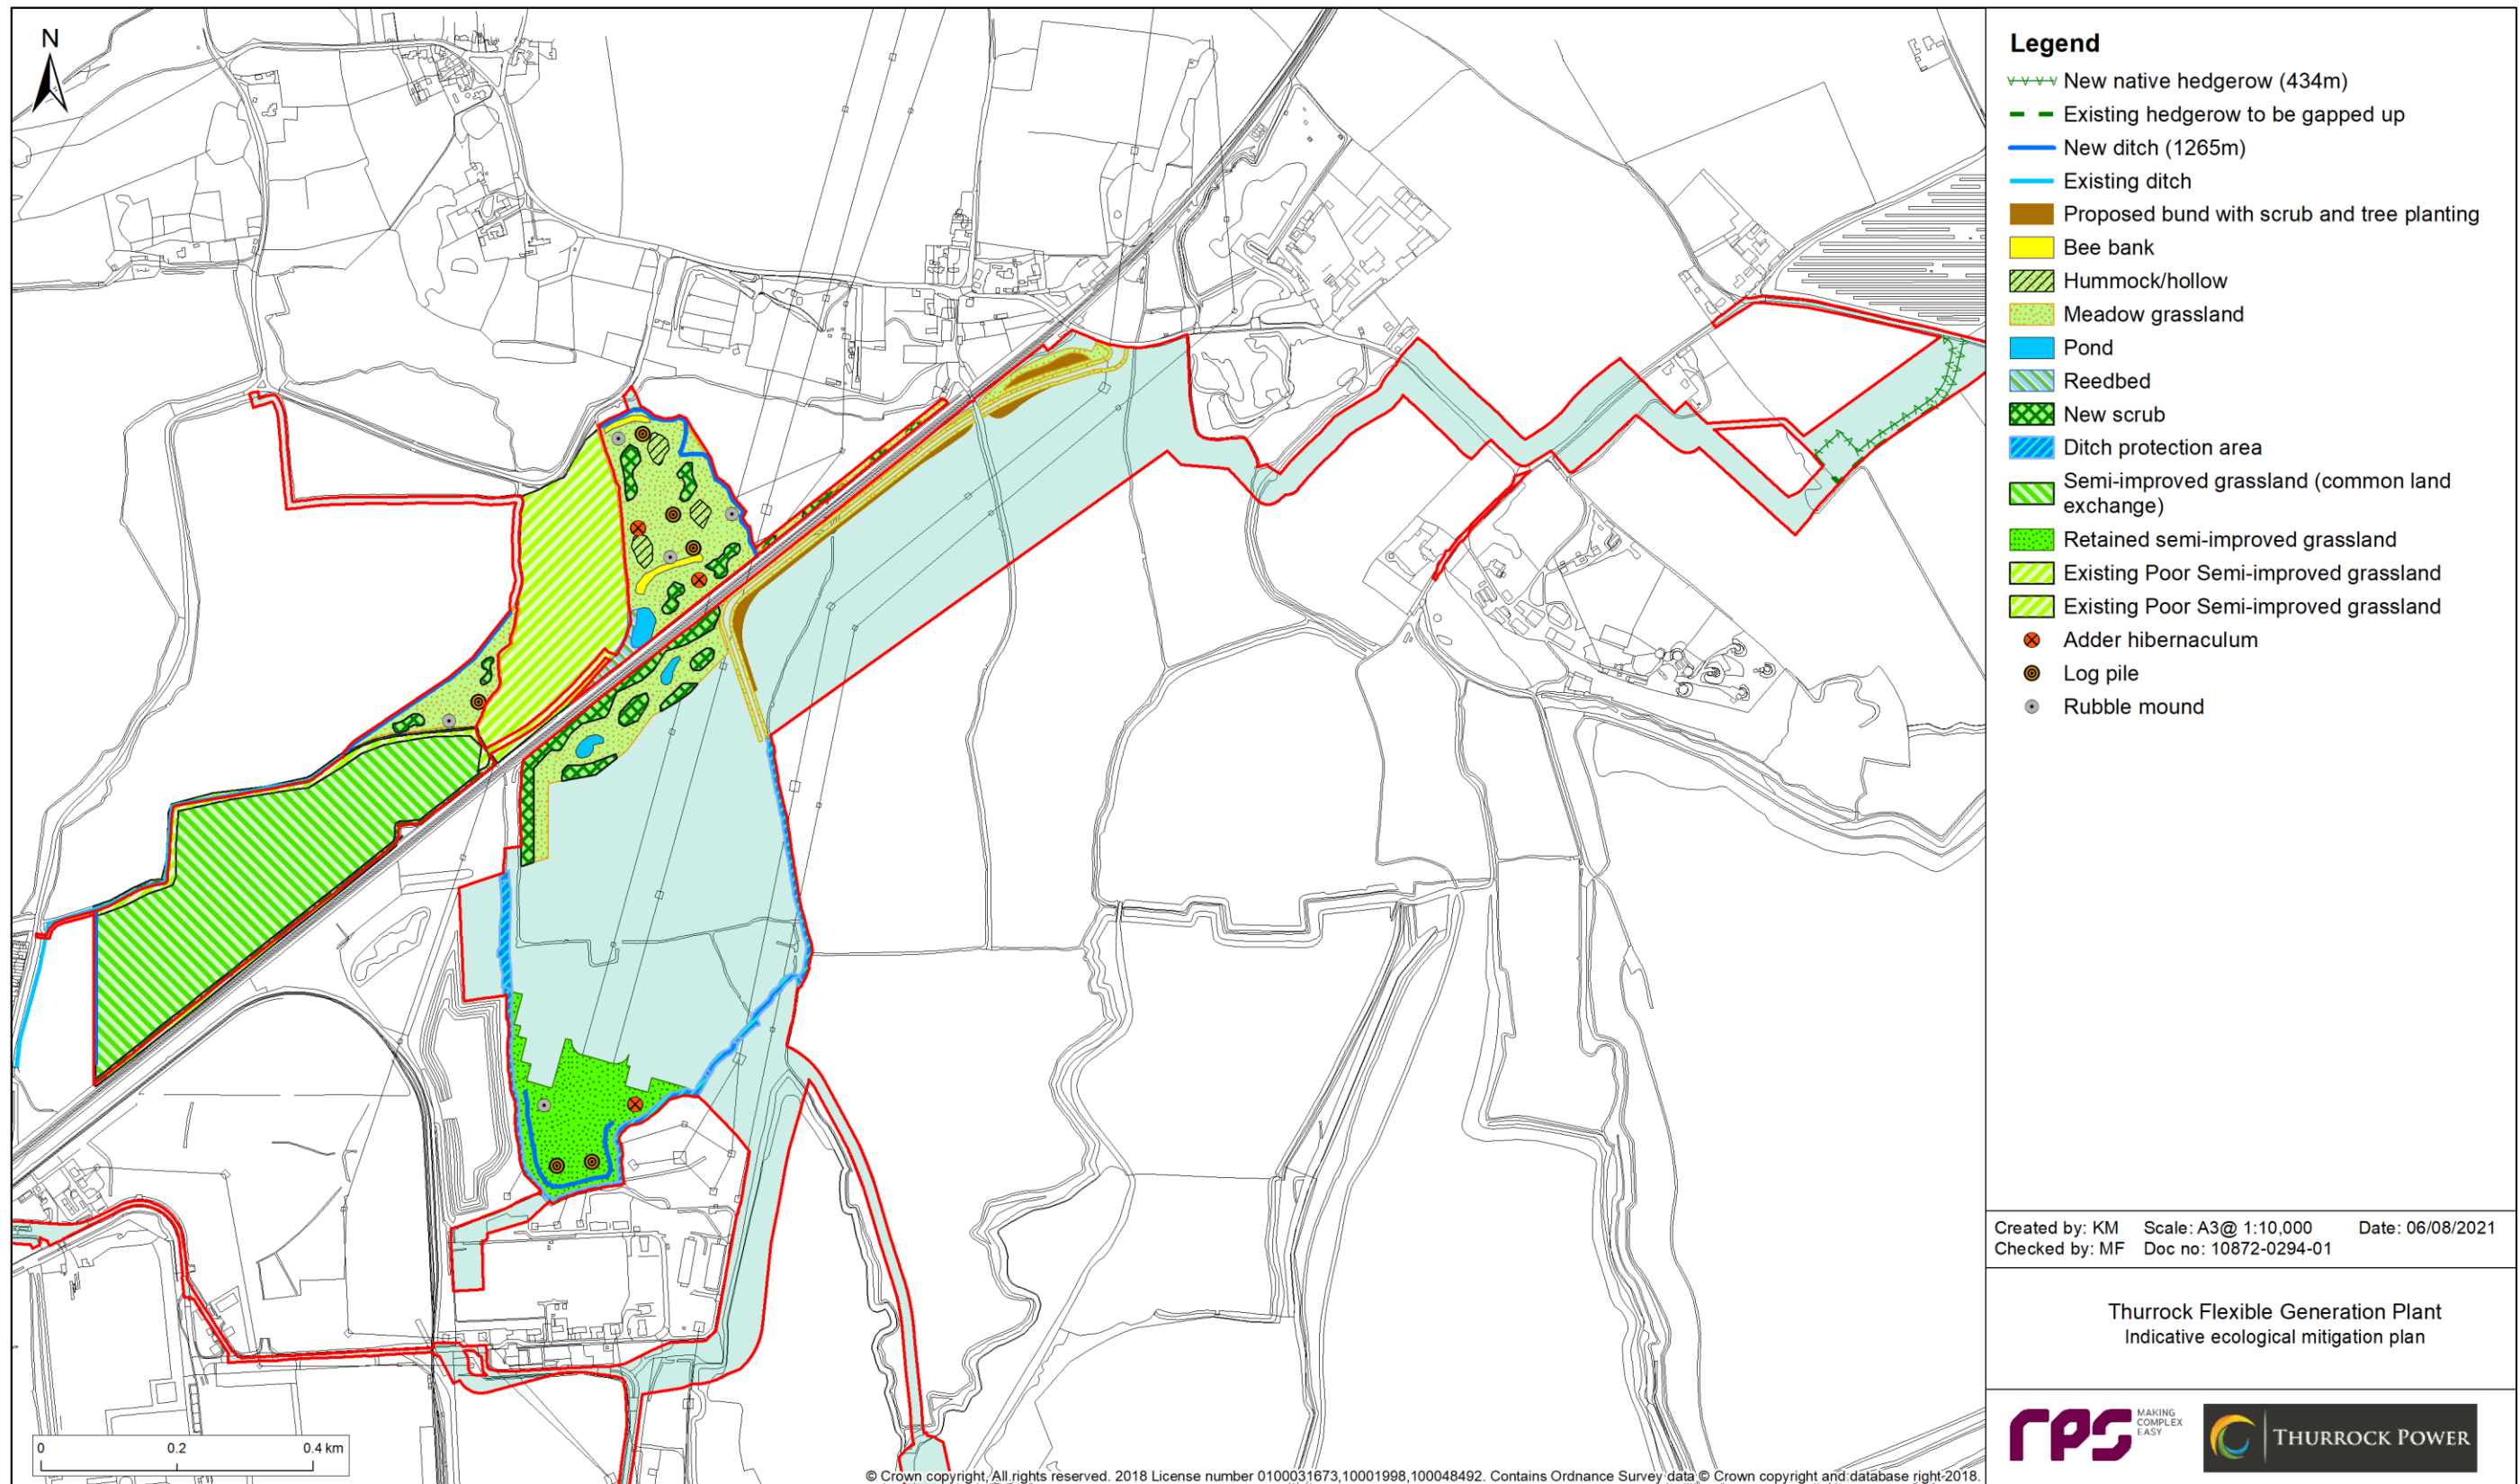 N
Legend
New native hedgerow (434m)
Existing hedgerow to be gapped up
New ditch (1265m)
Existing ditch
Proposed bund with scrub and tree planting
Bee bank
Hummock/hollow
Meadow grassland
Pond
Reedbed
New scrub
Ditch protection area
Semi-improved grassland (common land
exchange)
Retained semi-improved grassland
Existing Poor Semi-improved grassland
Existing Poor Semi-improved grassland
Adder hibernaculum
Log pile
Rubble mound
Created by: KM Scale: A3@ 1:10,000 Date: 06/08/2021
Checked by: MF Doc no: 10872-0294-01
Thurrock Flexible Generation Plant
Indicative ecological mitigation plan
rps
MAKING
COMPLEX
EASY
THURROCK POWER
0 0.2 0.4 km
© Crown copyright, All rights reserved. 2018 License number 0100031673,10001998,100048492. Contains Ordnance Survey data © Crown copyright and database right 2018.